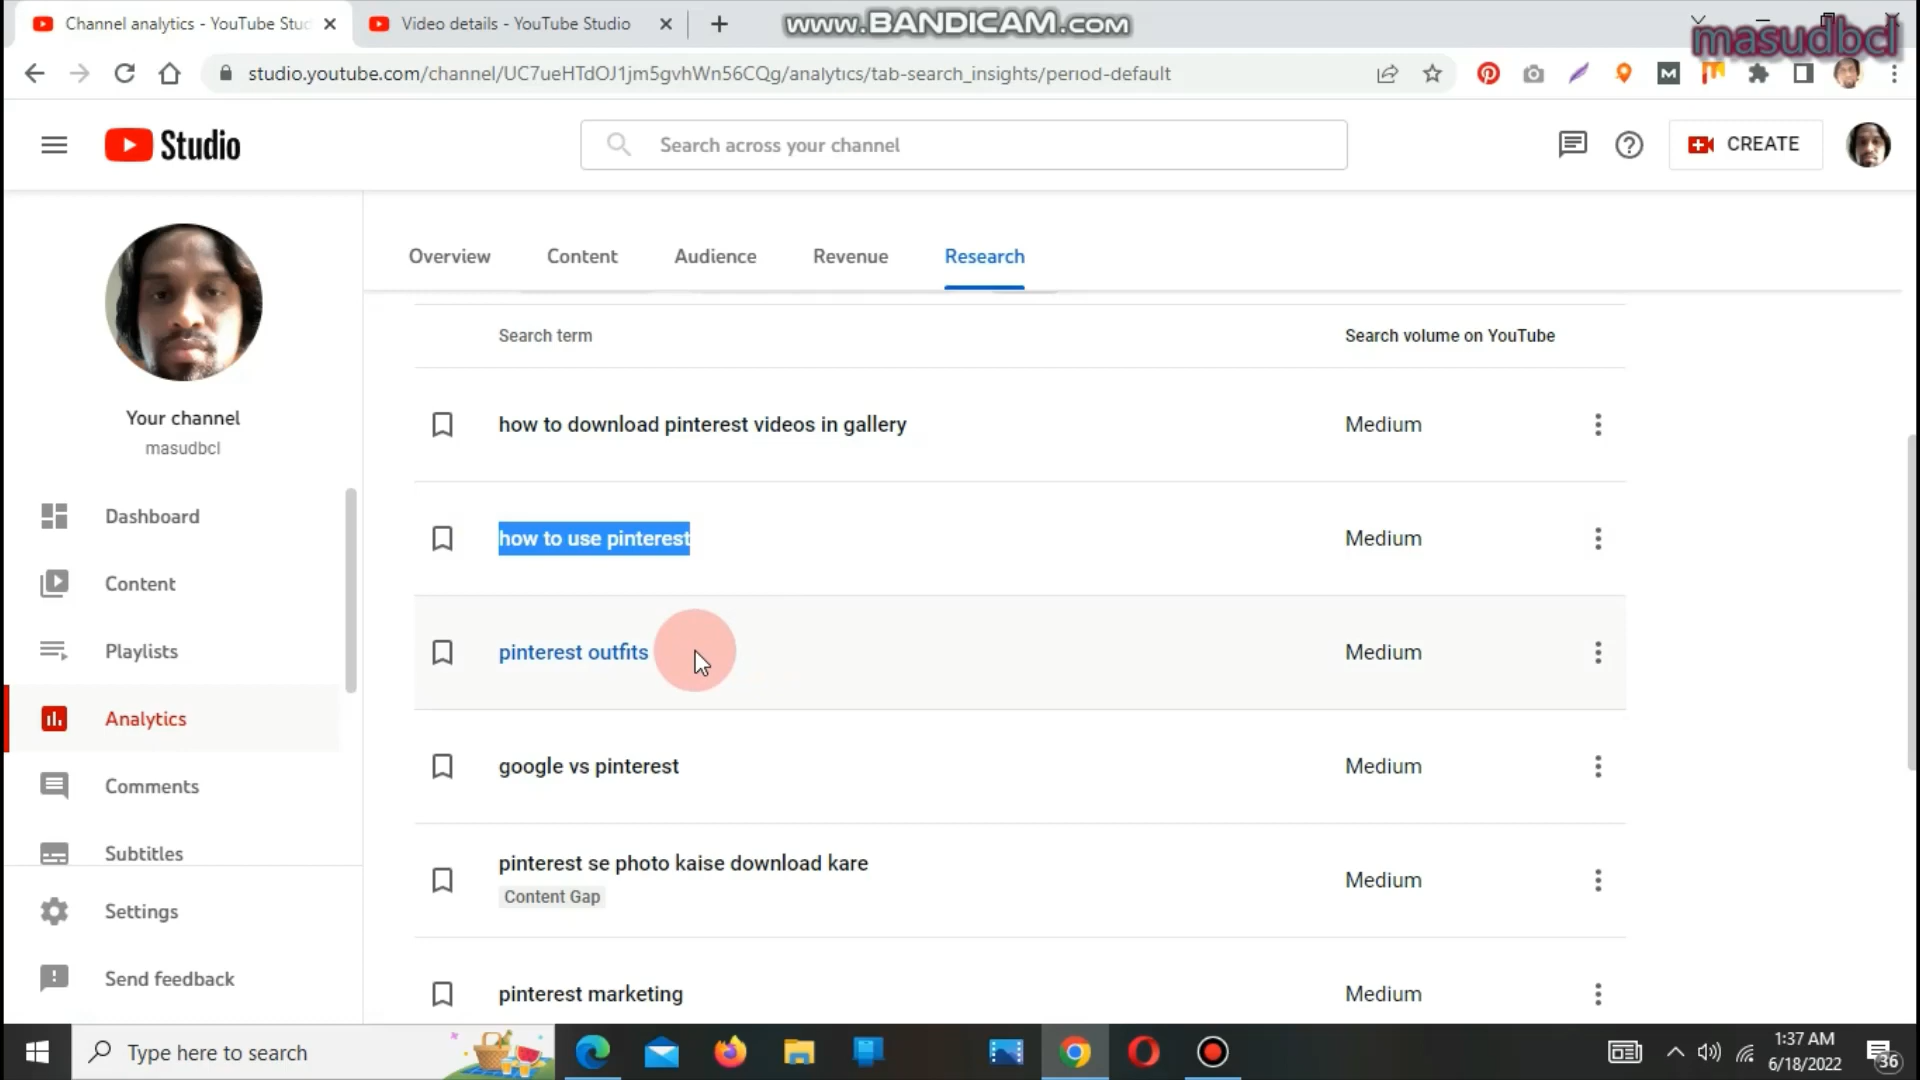 Channel analytics - YouTube Stud
Video details - YouTube Studio
www.BANDICAM.com
masudbcl
studio.youtube.com/channel/UC7ueHTdOJ1jm5gvhWn56CQg/analytics/tab-search_insights/period-default
Studio
Search across your channel
CREATE
Overview
Content
Audience
Revenue
Research
Your channel
masudbcl
Dashboard
Content
Playlists
Analytics
Comments
Subtitles
Settings
Send feedback
Search term
Search volume on YouTube
how to download pinterest videos in gallery
Medium
how to use pinterest
Medium
pinterest outfits
Medium
google vs pinterest
Medium
pinterest se photo kaise download kare
Content Gap
Medium
pinterest marketing
Medium
Type here to search
1:37 AM
6/18/2022
36